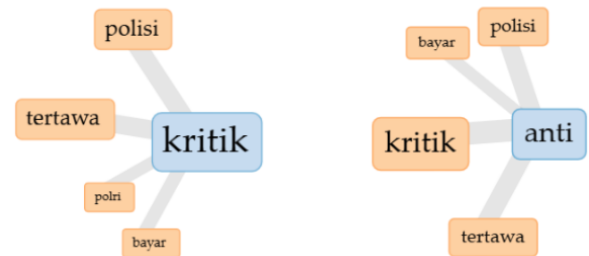 polisi
tertawa
kritik
polri
bayar
polisi
bayar
kritik
anti
tertawa